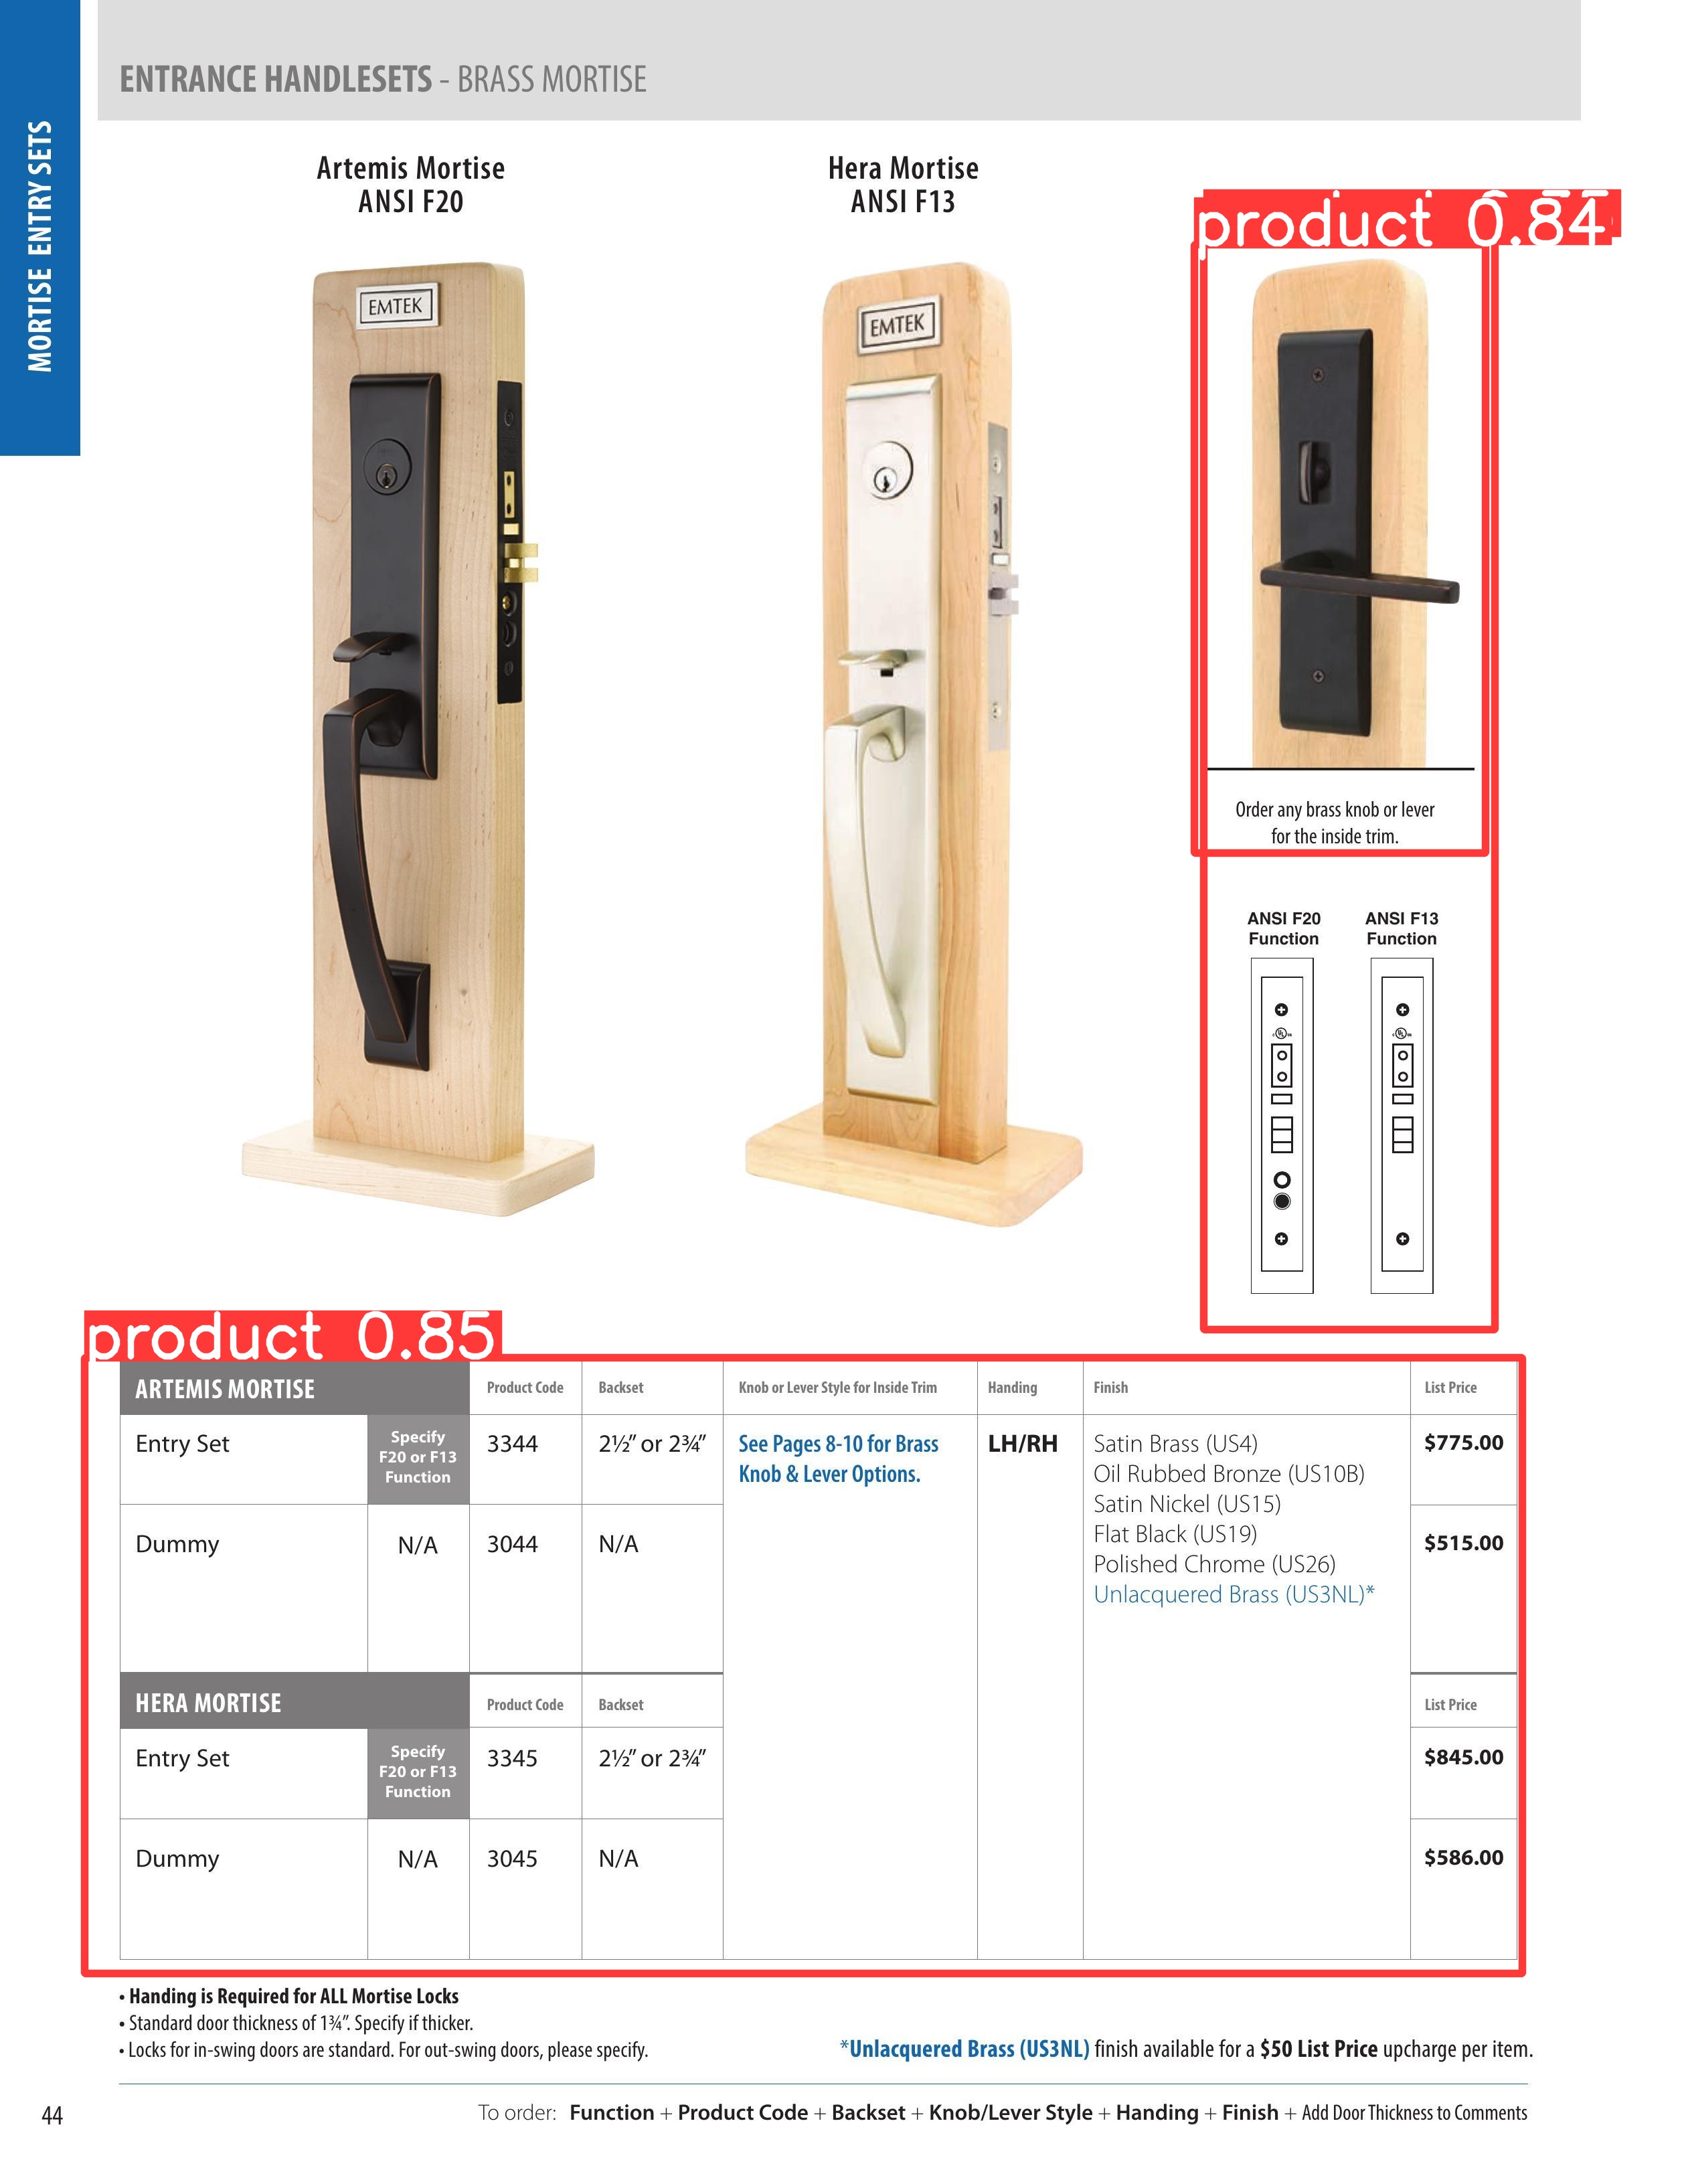 MORTISE ENTRY SETS
ENTRANCE HANDLESETS - BRASS MORTISE
Artemis Mortise
ANSI F20
Hera Mortise
ANSI F13
product 0.84
EMTEK
EMTEK
Order any brass knob or lever
for the inside trim.
ANSI F20
Function
ANSI F13
Function
product 0.85
ARTEMIS MORTISE Product Code Backset Knob or Lever Style for Inside Trim Handing Finish List Price
Entry Set Specify F20 or F13 Function 3344 2½” or 2¾” See Pages 8-10 for Brass Knob & Lever Options. LH/RH Satin Brass (US4) $775.00
Oil Rubbed Bronze (US10B)
Satin Nickel (US15)
Dummy N/A 3044 N/A Flat Black (US19) $515.00
Polished Chrome (US26)
Unlacquered Brass (US3NL)*
HERA MORTISE Product Code Backset List Price
Entry Set Specify F20 or F13 Function 3345 2½” or 2¾” $845.00
Dummy N/A 3045 N/A $586.00
• Handing is Required for ALL Mortise Locks
• Standard door thickness of 1¾”. Specify if thicker.
• Locks for in-swing doors are standard. For out-swing doors, please specify.
*Unlacquered Brass (US3NL) finish available for a $50 List Price upcharge per item.
44
To order: Function + Product Code + Backset + Knob/Lever Style + Handing + Finish + Add Door Thickness to Comments